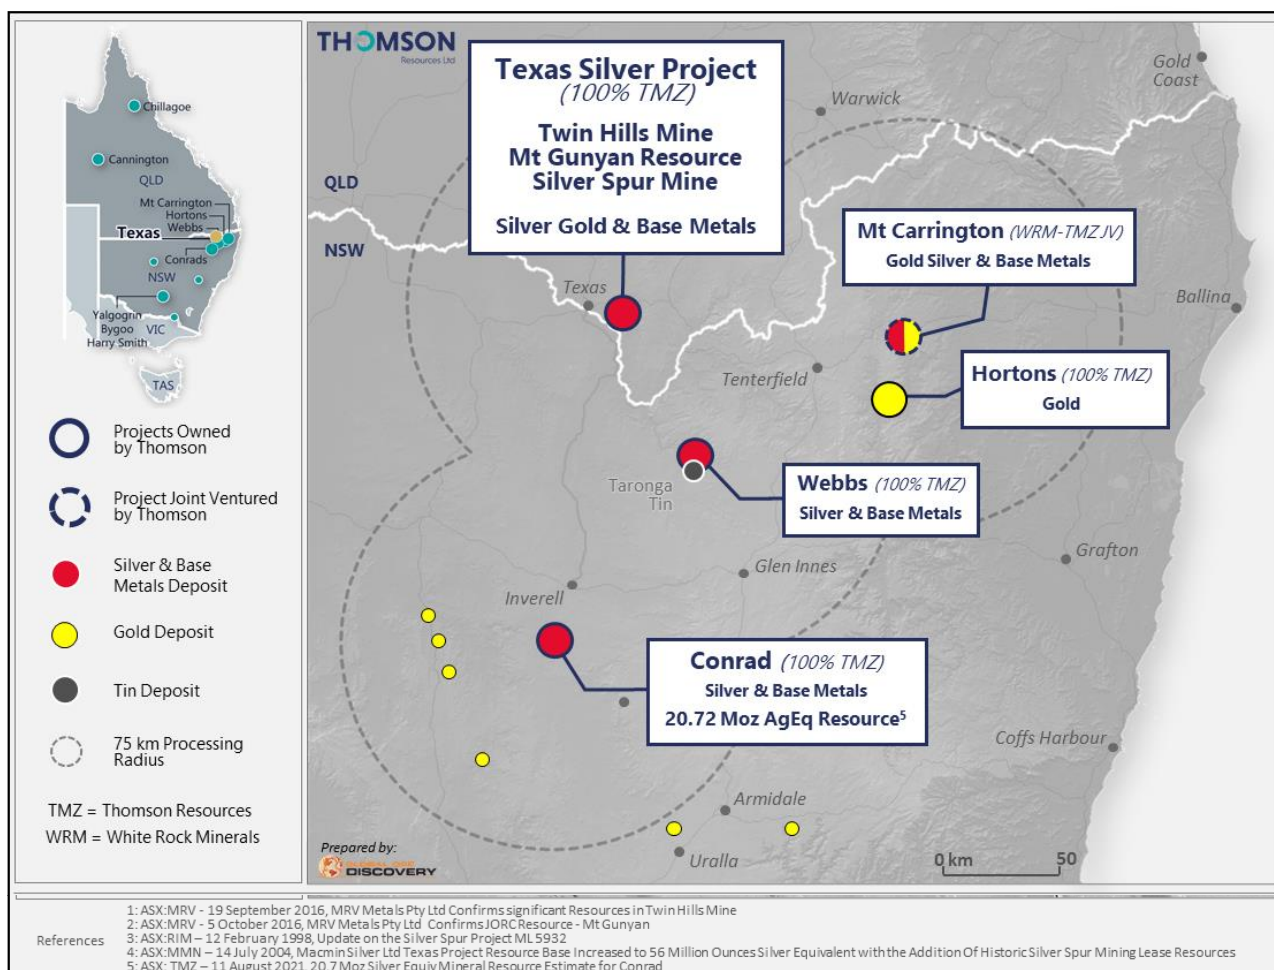 Chillagoe
Cannington
QLD
Mt Carrington
Hortons
Webbs
Texas
Conrads
NSW
Yalgogrin
Bygoo
Harry Smith
VIC
TAS
Projects Owned
by Thomson
Project Joint Ventured
by Thomson
Silver & Base
Metals Deposit
Gold Deposit
Tin Deposit
75 km Processing
Radius
TMZ = Thomson Resources
WRM = White Rock Minerals
THOMSON
Resources Ltd
Texas Silver Project
(100% TMZ)
Twin Hills Mine
Mt Gunyan Resource
Silver Spur Mine
Silver Gold & Base Metals
Gold
Coast
Warwick
QLD
NSW
Mt Carrington (WRM-TMZ JV)
Gold Silver & Base Metals
Texas
Ballina
Tenterfield
Hortons (100% TMZ)
Gold
Taronga
Tin
Webbs (100% TMZ)
Silver & Base Metals
Grafton
Glen Innes
Inverell
Conrad (100% TMZ)
Silver & Base Metals
20.72 Moz AgEq Resource⁵
Coffs Harbour
Armidale
Uralla
Prepared by:
GLOBAL ORE
DISCOVERY
0 km 50
References
1: ASX:MRV - 19 September 2016, MRV Metals Pty Ltd Confirms significant Resources in Twin Hills Mine
2: ASX:MRV - 5 October 2016, MRV Metals Pty Ltd Confirms JORC Resource - Mt Gunyan
3: ASX:RIM – 12 February 1998, Update on the Silver Spur Project ML 5932
4: ASX:MMN – 14 July 2004, Macmin Silver Ltd Texas Project Resource Base Increased to 56 Million Ounces Silver Equivalent with the Addition Of Historic Silver Spur Mining Lease Resources
5: ASX: TMZ – 11 August 2021, 20.7 Moz Silver Equiv Mineral Resource Estimate for Conrad